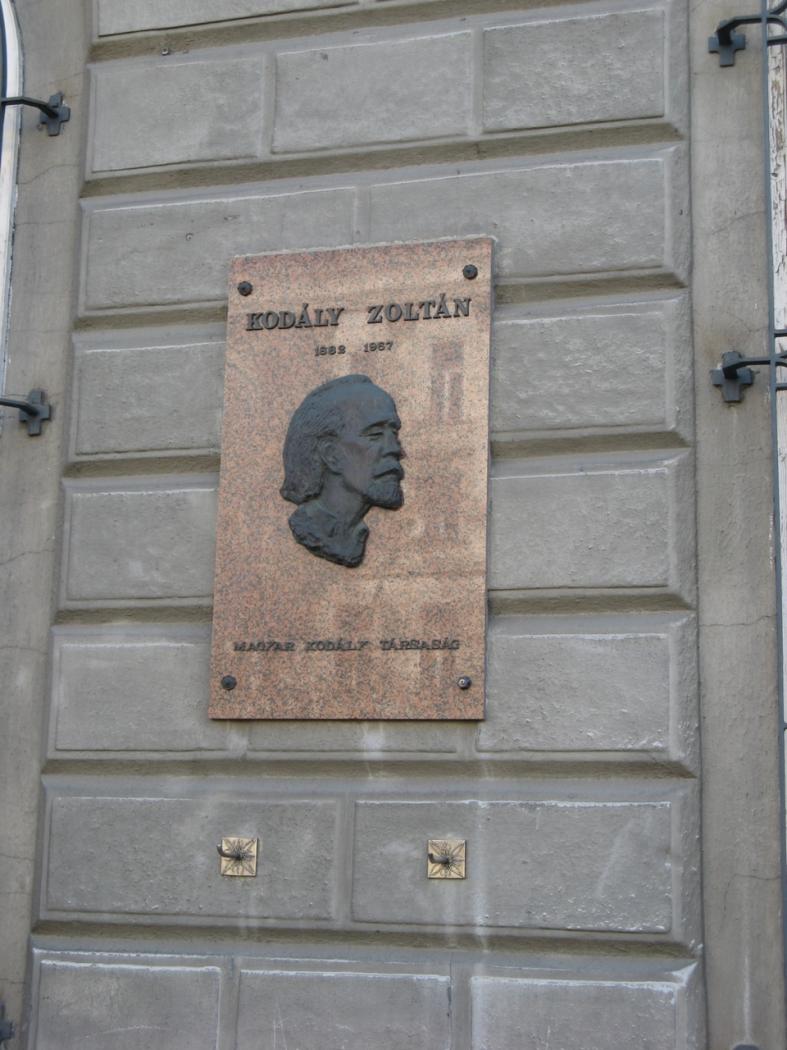 KODÁLY ZOLTÁN
1882 1967
MAGYAR KODÁLY TÁRSASÁG